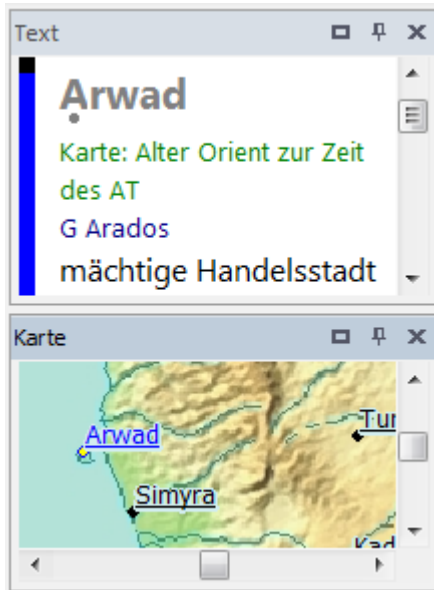 Text
Arwad
Karte: Alter Orient zur Zeit
des AT
G Arados
mächtige Handelsstadt
Karte
Arwad
Simyra